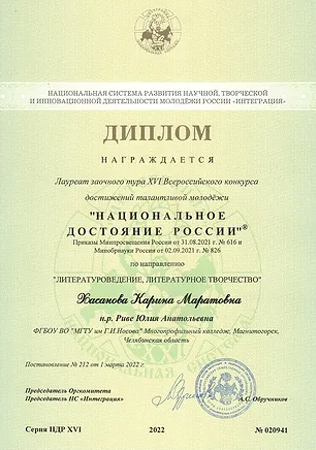 НАЦИОНАЛЬНАЯ СИСТЕМА РАЗВИТИЯ НАУЧНОЙ, ТВОРЧЕСКОЙ
И ИННОВАЦИОННОЙ ДЕЯТЕЛЬНОСТИ МОЛОДЁЖИ РОССИИ «ИНТЕГРАЦИЯ»
ДИПЛОМ
НАГРАЖДАЕТСЯ
Лауреат заочного тура XVI Всероссийского конкурса
достижений талантливой молодёжи
"НАЦИОНАЛЬНОЕ
ДОСТОЯНИЕ РОССИИ"®
Приказы Минпросвещения России от 31.08.2021 г. № 616 и
Минобрнауки России от 02.09.2021 г. № 826
по направлению
"ЛИТЕРАТУРОВЕДЕНИЕ, ЛИТЕРАТУРНОЕ ТВОРЧЕСТВО"
Хасанова Карина Маратовна
н.р. Риве Юлия Анатольевна
ФГБОУ ВО "МГТУ им Г.И.Носова" Многопрофильный колледж, Магнитогорск,
Челябинская область
Постановление № 212 от 1 марта 2022 г.
Председатель Оргкомитета
Председатель НС «Интеграция»
А.С. Обручников
Серия НДР XVI 2022 № 020941